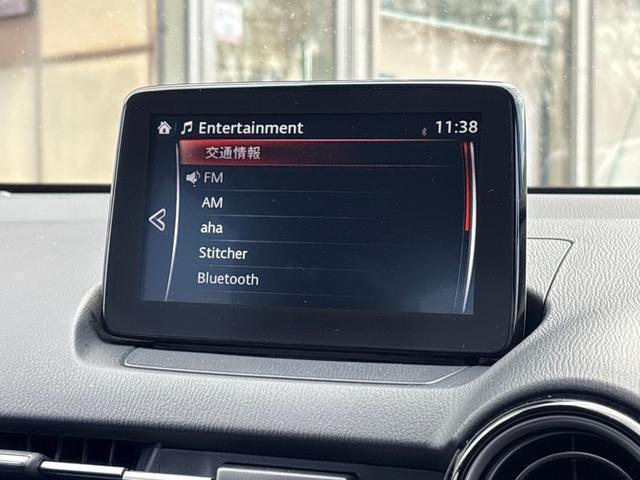 Entertainment 11:38
交通情報
FM
AM
aha
Stitcher
Bluetooth